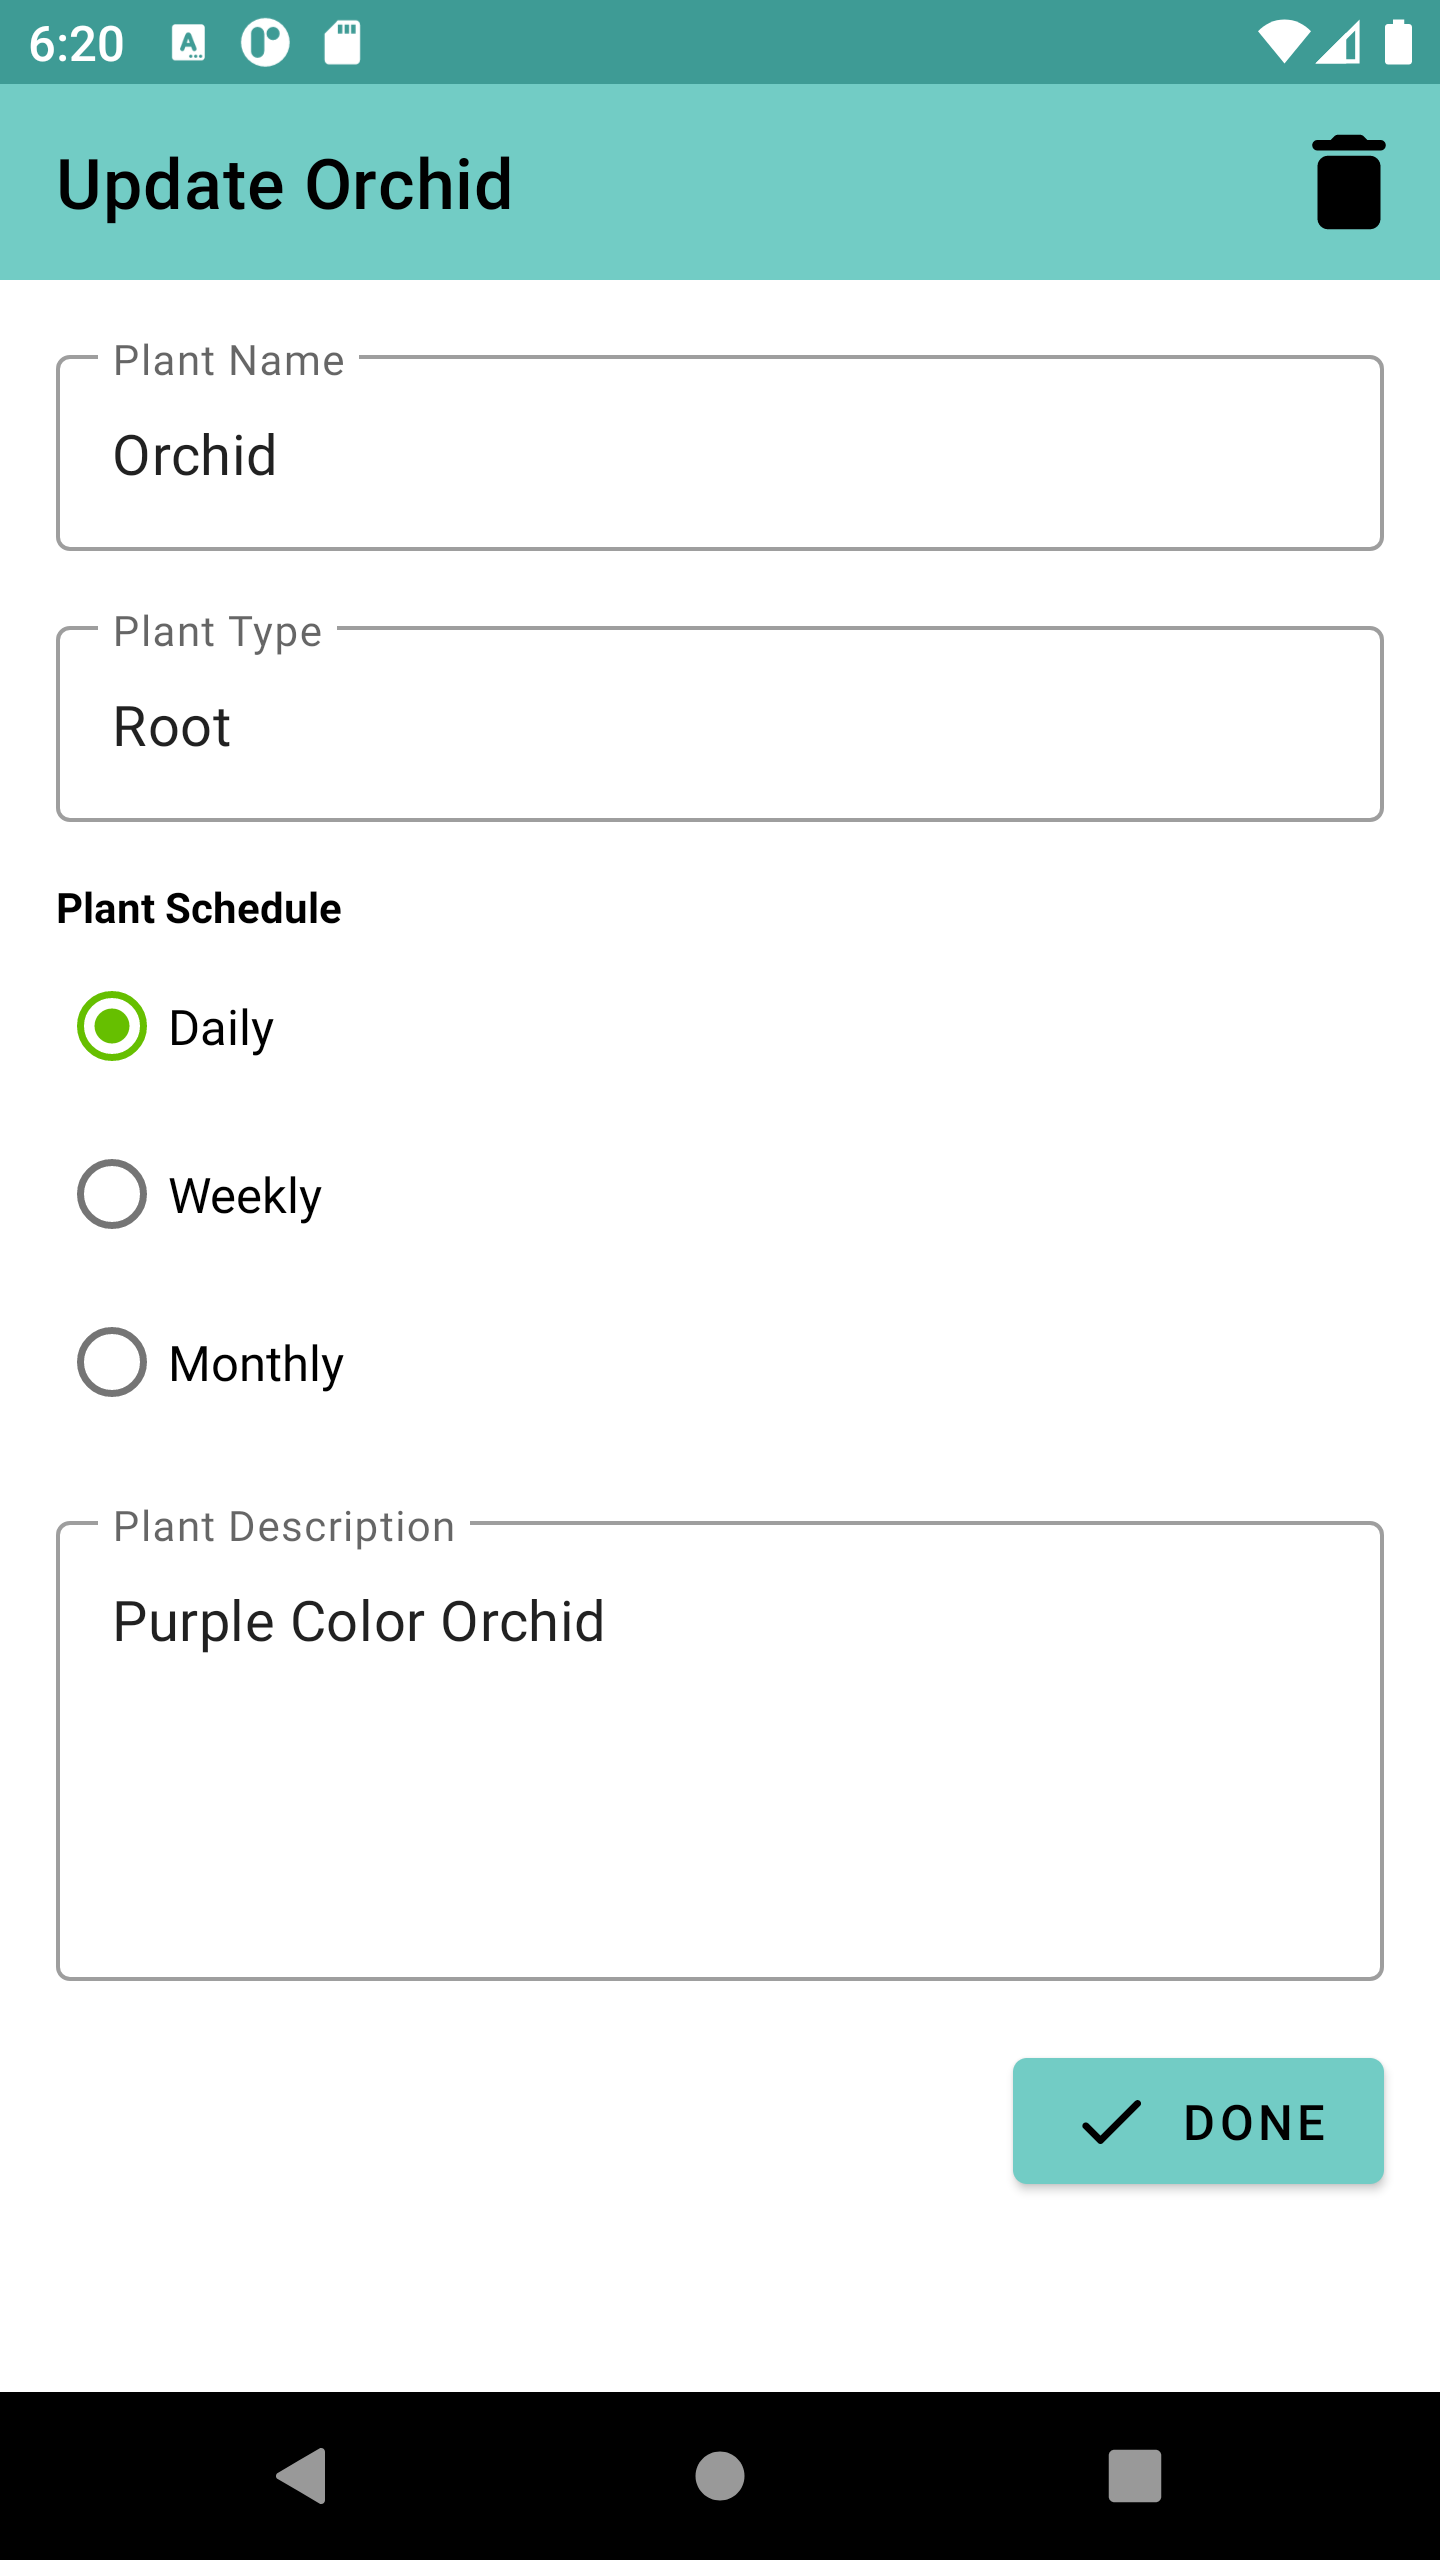 6:20
Update Orchid
Plant Name
Orchid
Plant Type
Root
Plant Schedule
Daily
Weekly
Monthly
Plant Description
Purple Color Orchid
DONE